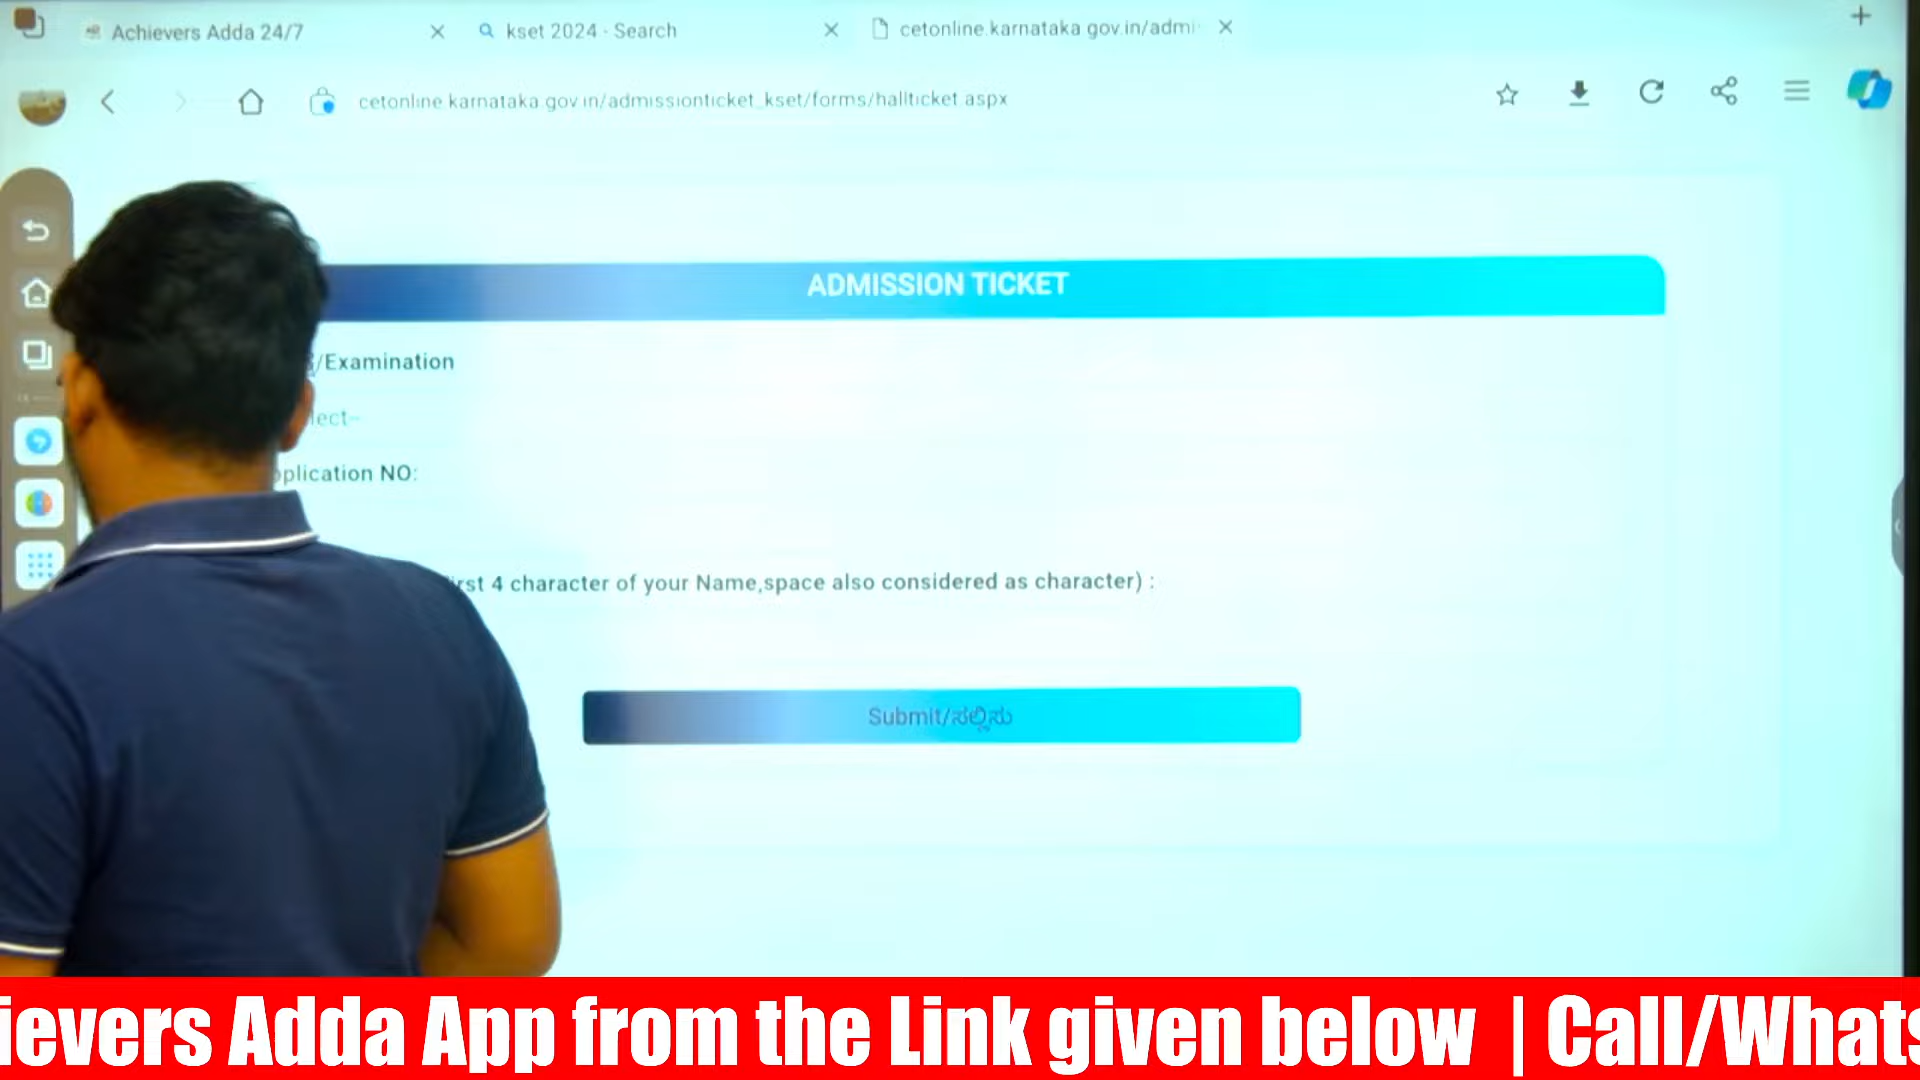 Achievers Adda 24/7
kset 2024 - Search
cetonline.karnataka.gov.in/admi
cetonline.karnataka.gov.in/admissionticket_kset/forms/hallticket.aspx
ADMISSION TICKET
/Examination
lect--
plication NO:
rst 4 character of your Name,space also considered as character) :
Submit/ಸಲ್ಲಿಸು
ievers Adda App from the Link given below | Call/Whats